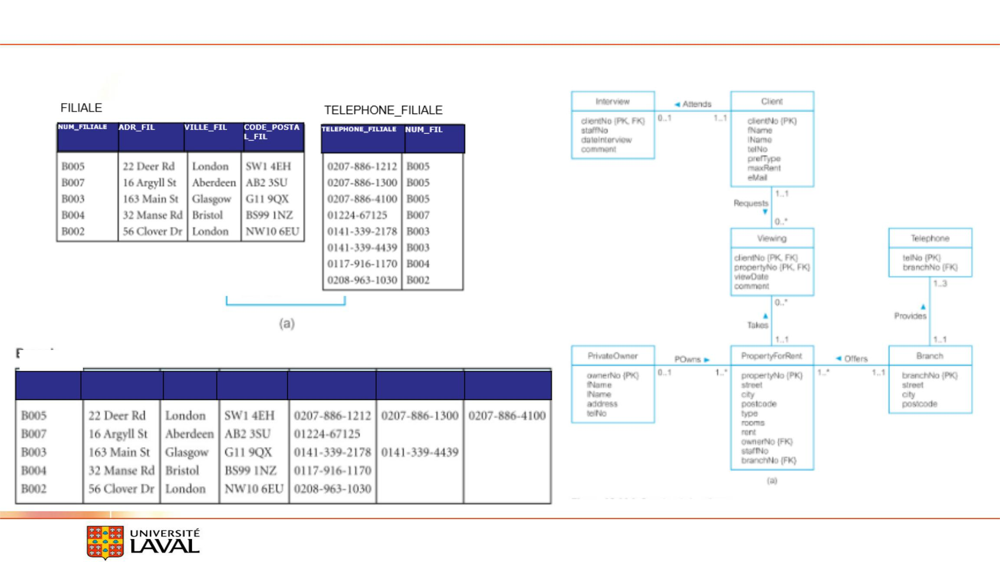 FILIALE
NUM_FILIALE ADR_FIL VILLE_FIL CODE_POSTA
L_FIL
B005 22 Deer Rd London SW1 4EH
B007 16 Argyll St Aberdeen AB2 3SU
B003 163 Main St Glasgow G11 9QX
B004 32 Manse Rd Bristol BS99 1NZ
B002 56 Clover Dr London NW10 6EU
TELEPHONE_FILIALE
TELEPHONE_FILIALE NUM_FIL
0207-886-1212 B005
0207-886-1300 B005
0207-886-4100 B005
01224-67125 B007
0141-339-2178 B003
0141-339-4439 B003
0117-916-1170 B004
0208-963-1030 B002
(a)
B005 22 Deer Rd London SW1 4EH 0207-886-1212 0207-886-1300 0207-886-4100
B007 16 Argyll St Aberdeen AB2 3SU 01224-67125
B003 163 Main St Glasgow G11 9QX 0141-339-2178 0141-339-4439
B004 32 Manse Rd Bristol BS99 1NZ 0117-916-1170
B002 56 Clover Dr London NW10 6EU 0208-963-1030
Interview
clientNo {PK, FK}
staffNo
dateInterview
comment
◄ Attends
0..1 1..1
Client
clientNo {PK}
fName
lName
telNo
prefType
maxRent
eMail
1..1
Requests
▼
0..*
Viewing
clientNo {PK, FK}
propertyNo {PK, FK}
viewDate
comment
0..*
▲
Takes
1..1
Telephone
telNo {PK}
branchNo {FK}
1..3
▲
Provides
1..1
PrivateOwner
ownerNo {PK}
fName
lName
address
telNo
POwns ►
0..1 1..*
PropertyForRent
propertyNo {PK}
street
city
postcode
type
rooms
rent
ownerNo {FK}
staffNo
branchNo {FK}
◄ Offers
1..* 1..1
Branch
branchNo {PK}
street
city
postcode
(a)
UNIVERSITÉ
LAVAL